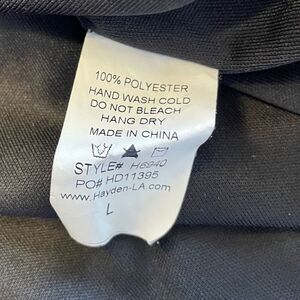 100% POLYESTER
HAND WASH COLD
DO NOT BLEACH
HANG DRY
MADE IN CHINA
STYLE# H6940
PO# HD11395
www.Hayden-LA.com
L